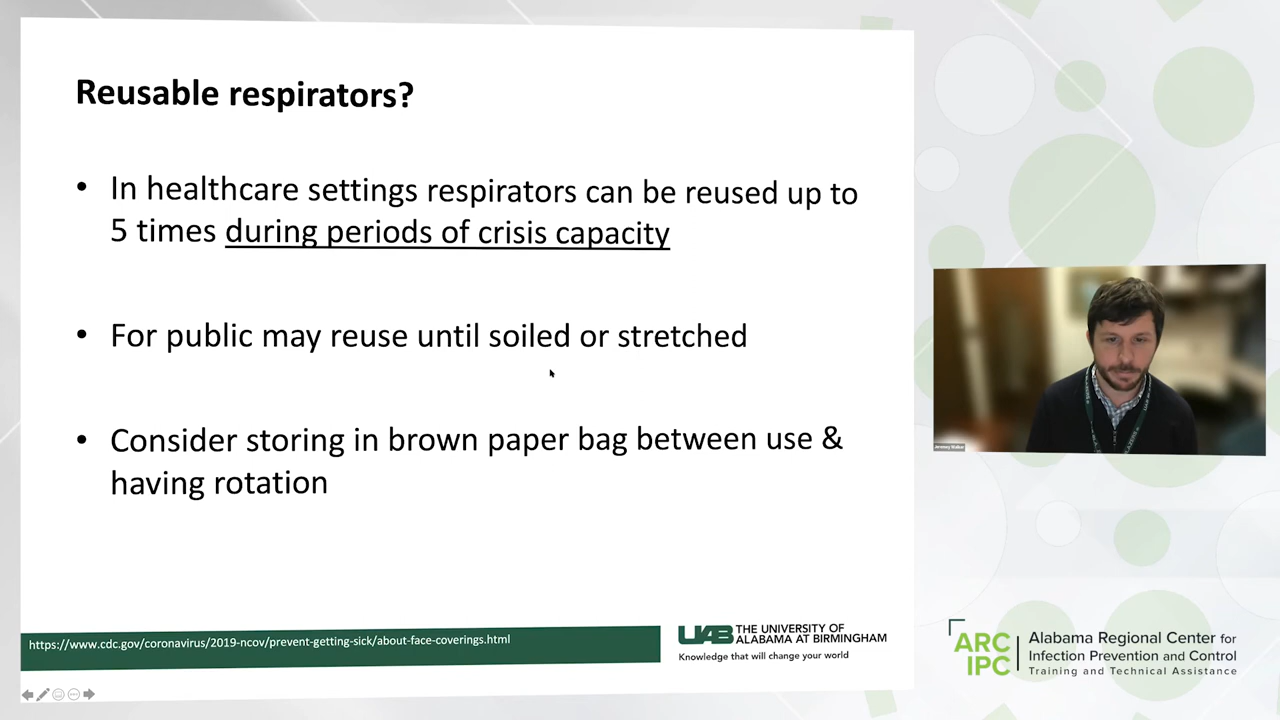 Reusable respirators?
• In healthcare settings respirators can be reused up to
5 times during periods of crisis capacity
• For public may reuse until soiled or stretched
• Consider storing in brown paper bag between use &
having rotation
https://www.cdc.gov/coronavirus/2019-ncov/prevent-getting-sick/about-face-coverings.html
UAB THE UNIVERSITY OF
ALABAMA AT BIRMINGHAM
Knowledge that will change your world
Jeremey Walker
ARC
IPC
Alabama Regional Center for
Infection Prevention and Control
Training and Technical Assistance